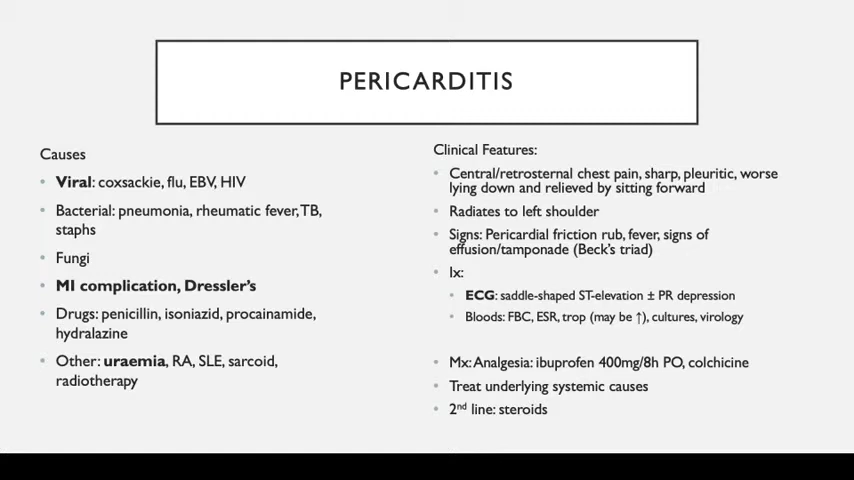 PERICARDITIS
Causes
• Viral: coxsackie, flu, EBV, HIV
• Bacterial: pneumonia, rheumatic fever, TB,
staphs
• Fungi
• MI complication, Dressler's
• Drugs: penicillin, isoniazid, procainamide,
hydralazine
• Other: uraemia, RA, SLE, sarcoid,
radiotherapy
Clinical Features:
• Central/retrosternal chest pain, sharp, pleuritic, worse
lying down and relieved by sitting forward
• Radiates to left shoulder
• Signs: Pericardial friction rub, fever, signs of
effusion/tamponade (Beck's triad)
• Ix:
• ECG: saddle-shaped ST-elevation ± PR depression
• Bloods: FBC, ESR, trop (may be ↑), cultures, virology
• Mx: Analgesia: ibuprofen 400mg/8h PO, colchicine
• Treat underlying systemic causes
• 2nd line: steroids